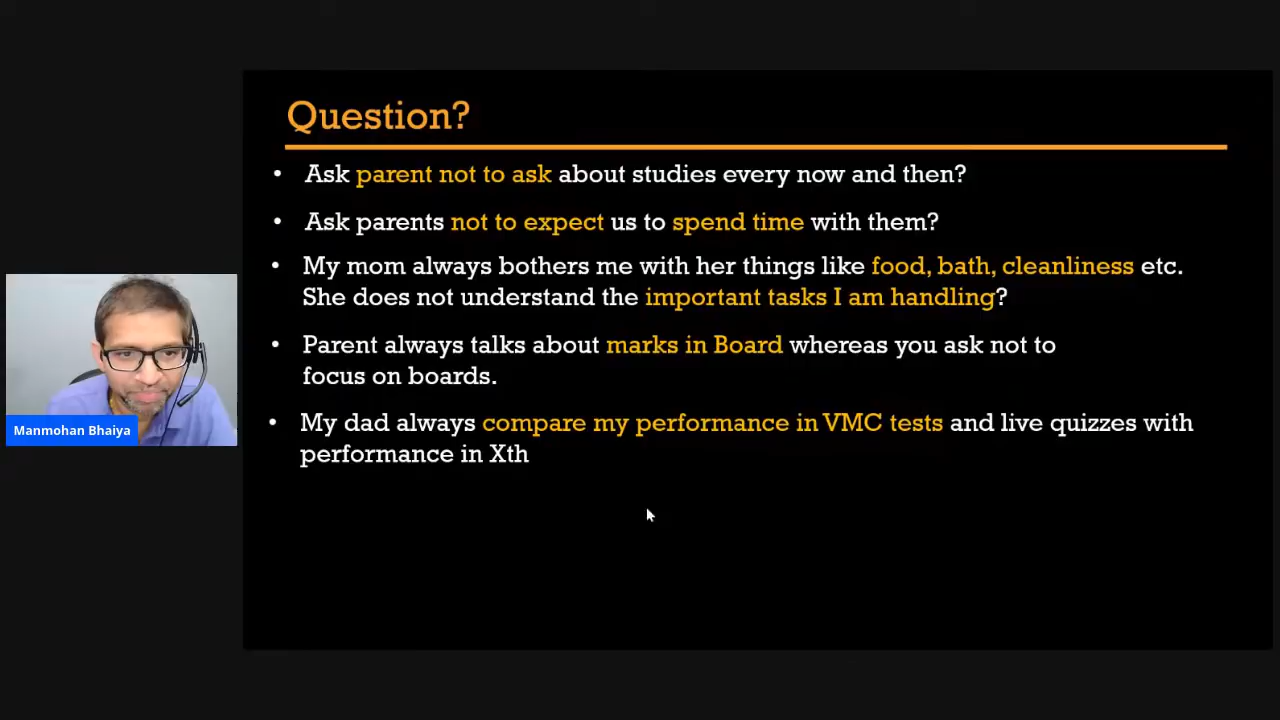 Question?
• Ask parent not to ask about studies every now and then?
• Ask parents not to expect us to spend time with them?
• My mom always bothers me with her things like food, bath, cleanliness etc.
She does not understand the important tasks I am handling?
• Parent always talks about marks in Board whereas you ask not to
focus on boards.
• My dad always compare my performance in VMC tests and live quizzes with
performance in Xth
Manmohan Bhaiya